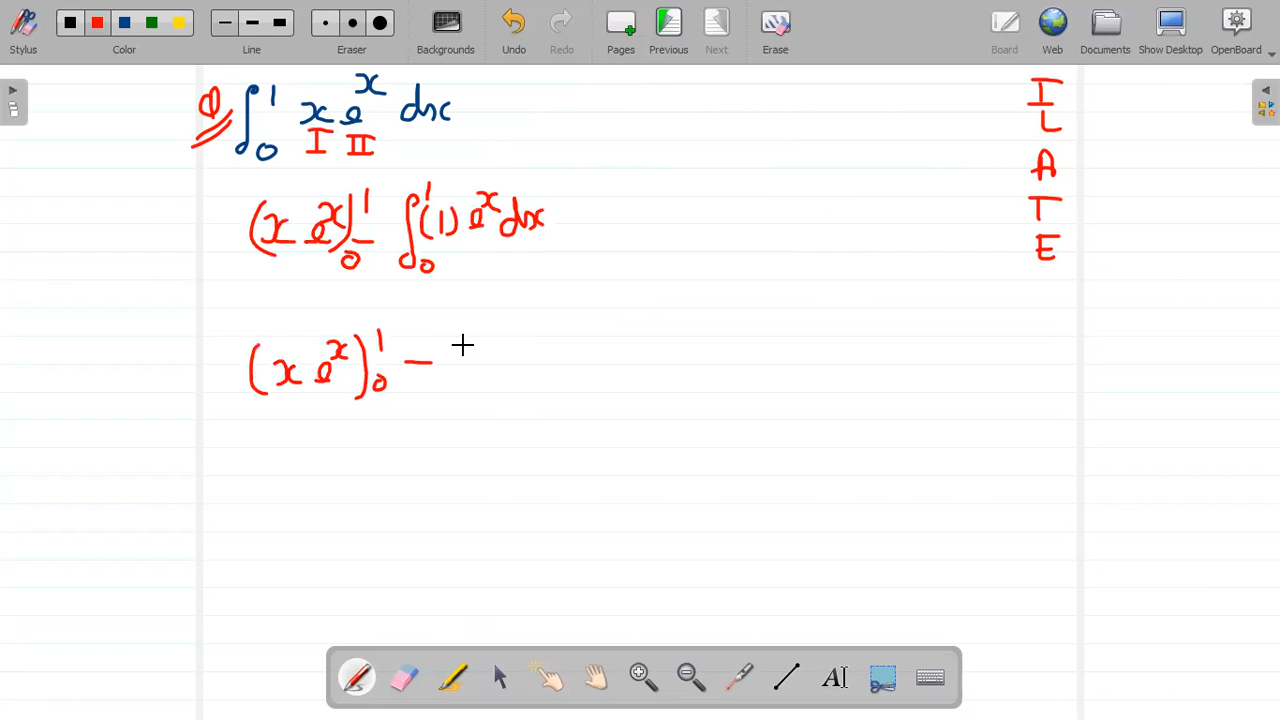 Stylus Color Line Eraser Backgrounds Undo Redo Pages Previous Next Erase Board Web Documents Show Desktop OpenBoard
Q ∫₀¹ x eˣ dx
I II
(x eˣ)₀¹ - ∫₀¹ (1) eˣ dx
(x eˣ)₀¹ -
I
L
A
T
E